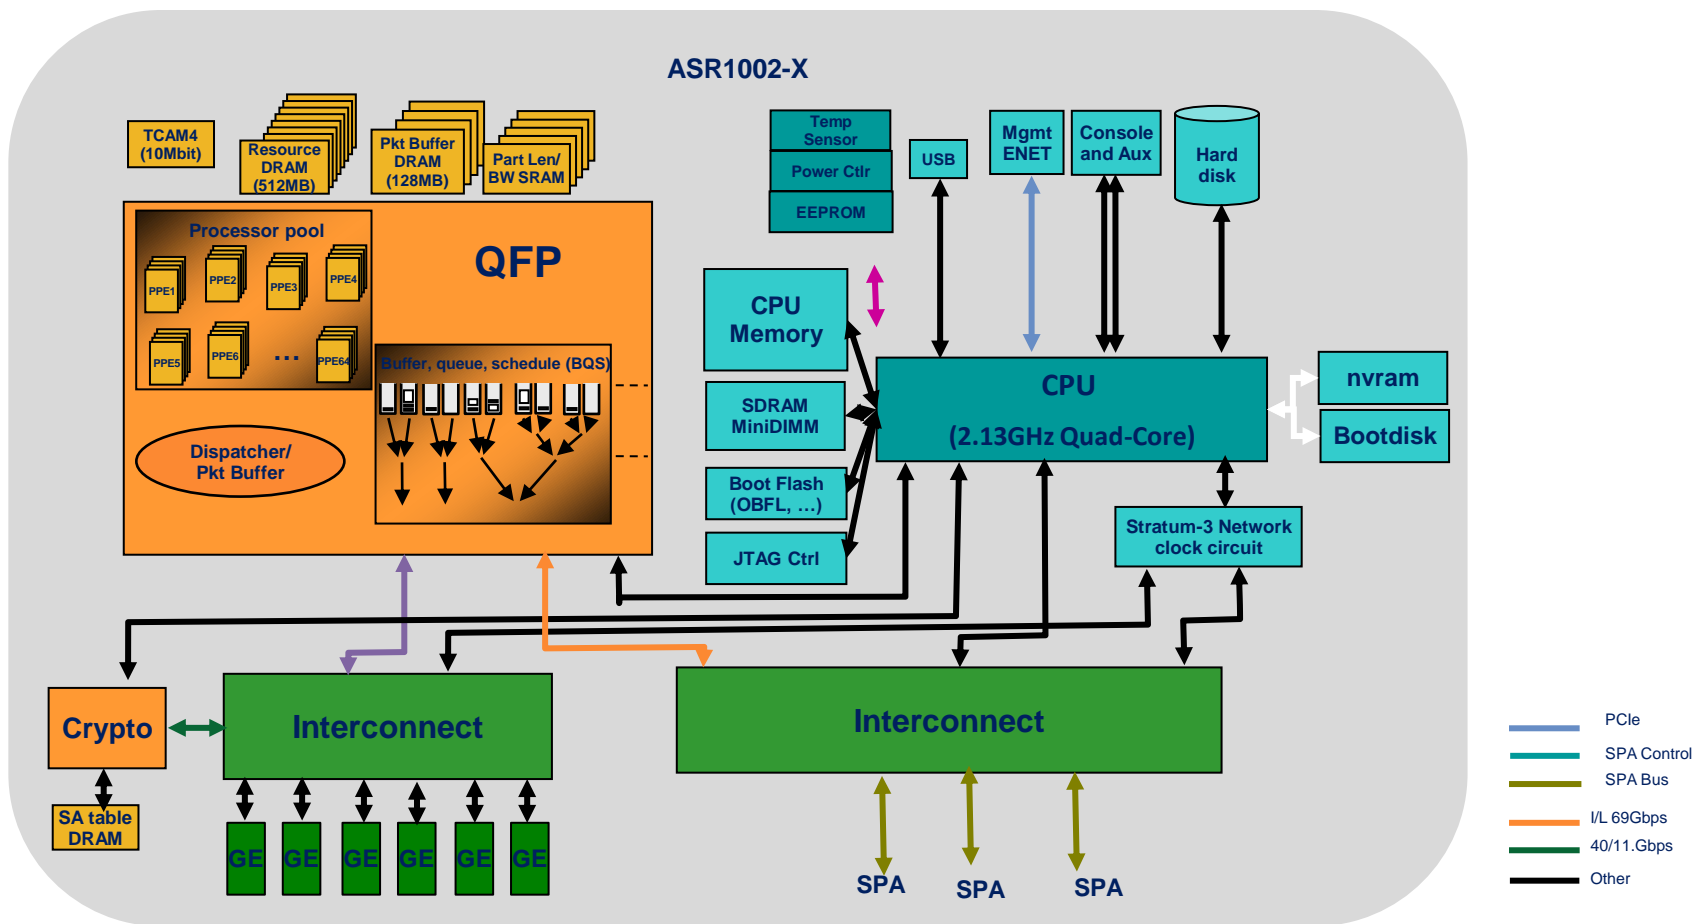 ASR1002-X
TCAM4
(10Mbit)
Resource
DRAM
(512MB)
Pkt Buffer
DRAM
(128MB)
Part Len/
BW SRAM
Temp
Sensor
Power Ctlr
EEPROM
USB
Mgmt
ENET
Console
and Aux
Hard
disk
Processor pool
QFP
PPE1
PPE2
PPE3
PPE4
PPE5
PPE6
...
PPE64
Buffer, queue, schedule (BQS)
Dispatcher/
Pkt Buffer
CPU
Memory
SDRAM
MiniDIMM
Boot Flash
(OBFL, ...)
JTAG Ctrl
CPU
(2.13GHz Quad-Core)
nvram
Bootdisk
Stratum-3 Network
clock circuit
Crypto
SA table
DRAM
Interconnect
Interconnect
GE
GE
GE
GE
GE
GE
SPA
SPA
SPA
PCIe
SPA Control
SPA Bus
I/L 69Gbps
40/11.Gbps
Other